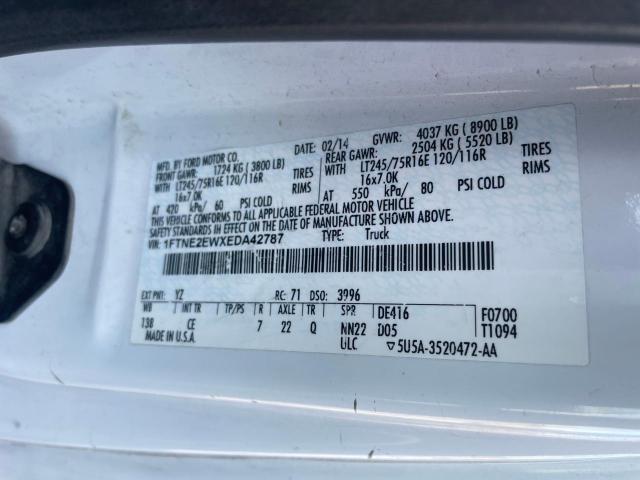 MFD. BY FORD MOTOR CO.
DATE: 02/14 GVWR: 4037 KG ( 8900 LB)
FRONT GAWR: 1724 KG ( 3800 LB) REAR GAWR: 2504 KG ( 5520 LB)
WITH LT245/75R16E 120/116R TIRES WITH LT245/75R16E 120/116R TIRES
16x7.0K RIMS 16x7.0K RIMS
AT 420 kPa/ 60 PSI COLD AT 550 kPa/ 80 PSI COLD
THIS VEHICLE CONFORMS TO ALL APPLICABLE FEDERAL MOTOR VEHICLE
SAFETY STANDARDS IN EFFECT ON THE DATE OF MANUFACTURE SHOWN ABOVE.
VIN: 1FTNE2EWXEDA42787 TYPE: Truck
EXT PNT: YZ RC: 71 DSO: 3996
WB INT TR TP/PS R AXLE TR SPR DE416 F0700
138 CE 7 22 Q NN22 D05 T1094
MADE IN U.S.A. ULC ▽5U5A-3520472-AA